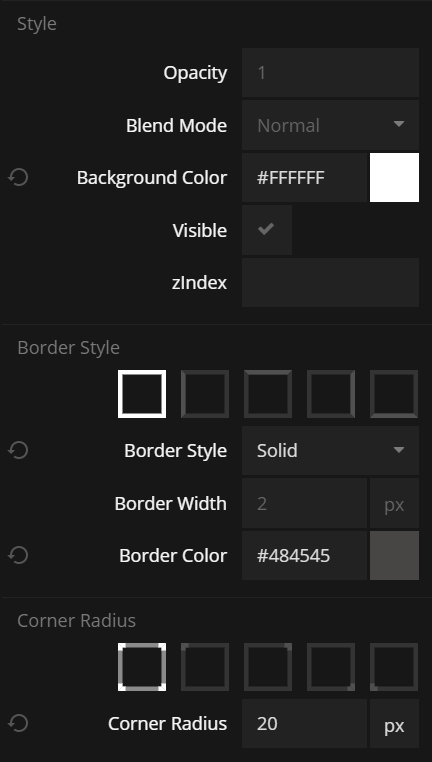 Style
Opacity 1
Blend Mode Normal
Background Color #FFFFFF
Visible
zIndex
Border Style
Border Style Solid
Border Width 2 px
Border Color #484545
Corner Radius
Corner Radius 20 px